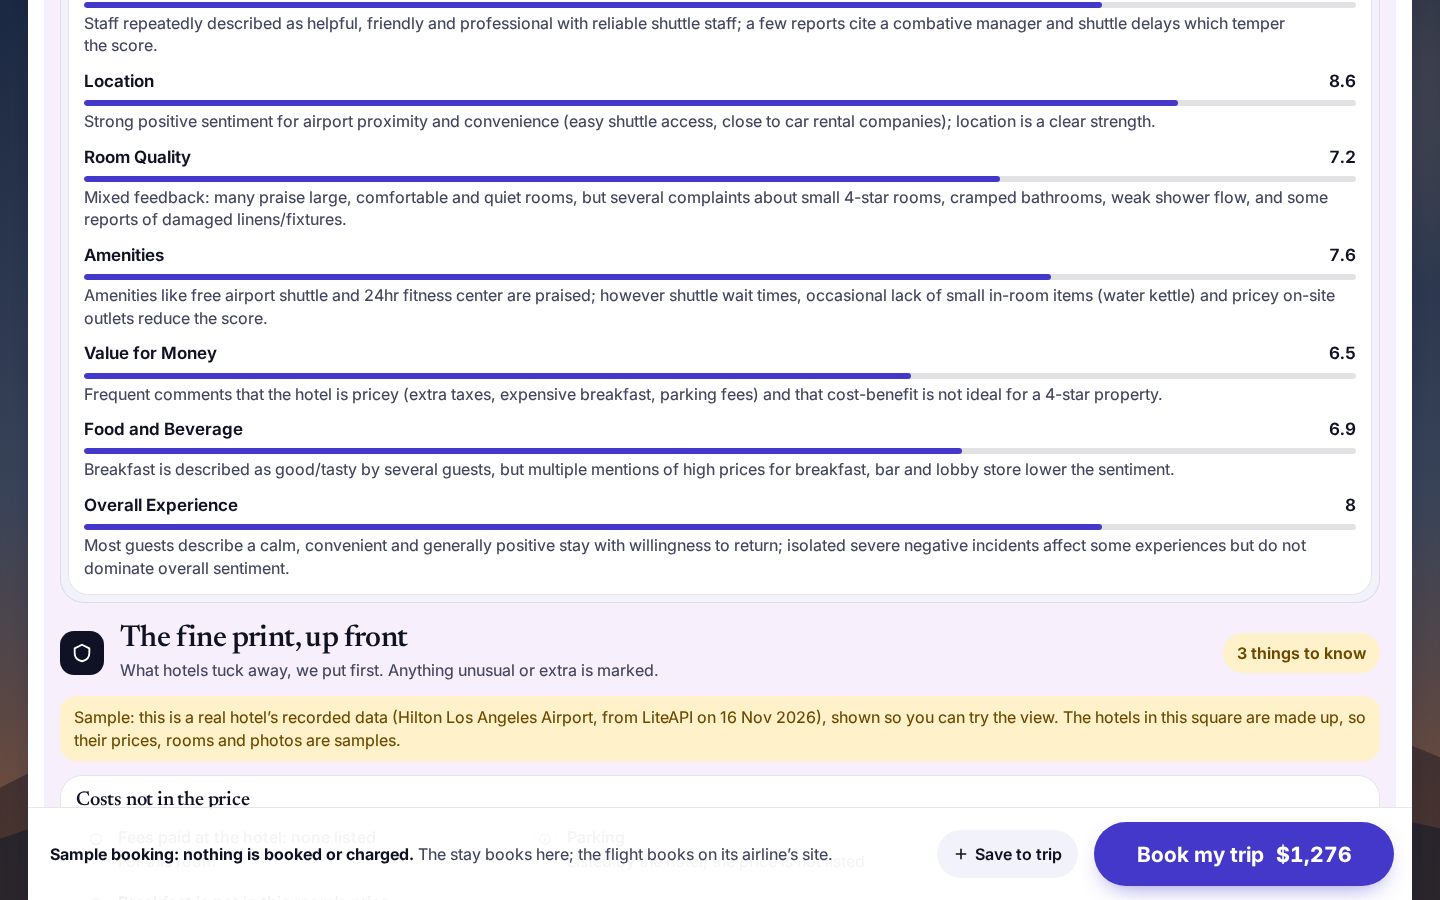 Staff repeatedly described as helpful, friendly and professional with reliable shuttle staff; a few reports cite a combative manager and shuttle delays which temper
the score.
Location 8.6
Strong positive sentiment for airport proximity and convenience (easy shuttle access, close to car rental companies); location is a clear strength.
Room Quality 7.2
Mixed feedback: many praise large, comfortable and quiet rooms, but several complaints about small 4-star rooms, cramped bathrooms, weak shower flow, and some
reports of damaged linens/fixtures.
Amenities 7.6
Amenities like free airport shuttle and 24hr fitness center are praised; however shuttle wait times, occasional lack of small in-room items (water kettle) and pricey on-site
outlets reduce the score.
Value for Money 6.5
Frequent comments that the hotel is pricey (extra taxes, expensive breakfast, parking fees) and that cost-benefit is not ideal for a 4-star property.
Food and Beverage 6.9
Breakfast is described as good/tasty by several guests, but multiple mentions of high prices for breakfast, bar and lobby store lower the sentiment.
Overall Experience 8
Most guests describe a calm, convenient and generally positive stay with willingness to return; isolated severe negative incidents affect some experiences but do not
dominate overall sentiment.
The fine print, up front
What hotels tuck away, we put first. Anything unusual or extra is marked.
3 things to know
Sample: this is a real hotel's recorded data (Hilton Los Angeles Airport, from LiteAPI on 16 Nov 2026), shown so you can try the view. The hotels in this square are made up, so
their prices, rooms and photos are samples.
Costs not in the price
Fees paid at the hotel: none listed
Parking
Sample booking: nothing is booked or charged. The stay books here; the flight books on its airline's site.
+ Save to trip
Book my trip $1,276